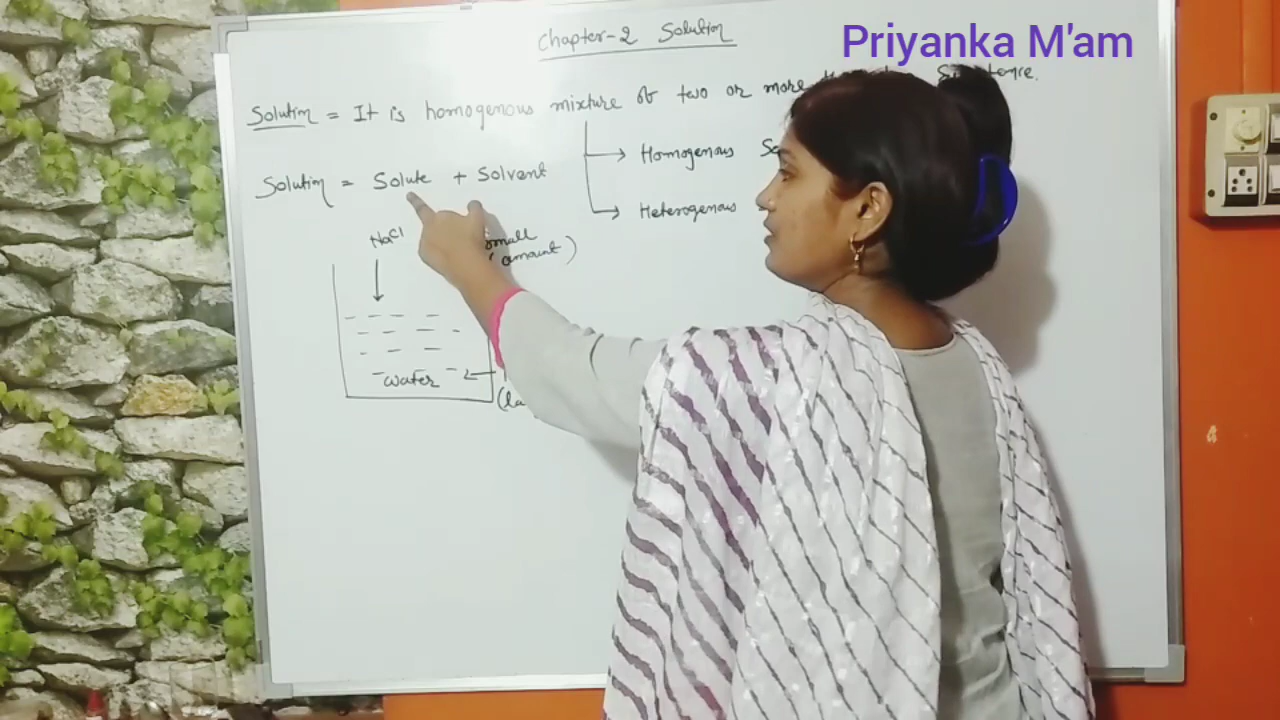 Priyanka M'am
Chapter-2 Solution
Solution = It is homogenous mixture of two or more
Homogenous
Solution = Solute + Solvent
Heterogenous
NaCl
small
(amount)
water